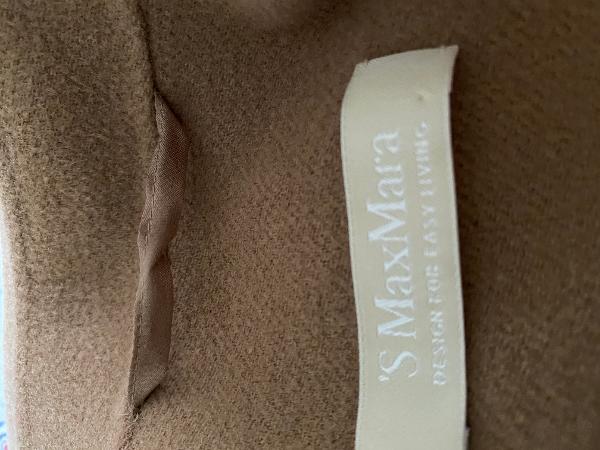 'S MaxMara
DESIGN FOR EASY LIVING